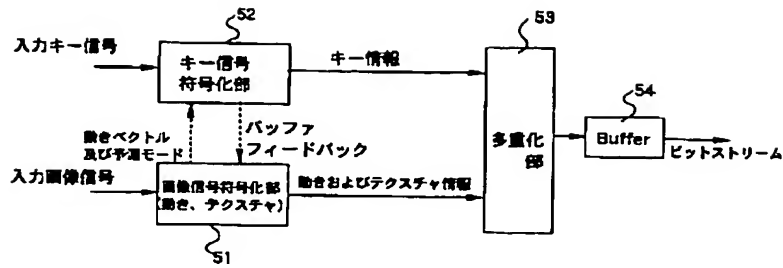 52
53
入力キー信号
キー信号
符号化部
キー情報
54
動きベクトル
及び予測モード
バッファ
フィードバック
多重化
部
Buffer
ビットストリーム
入力画像信号
画像信号符号化部
(動き、テクスチャ)
動きおよびテクスチャ情報
51